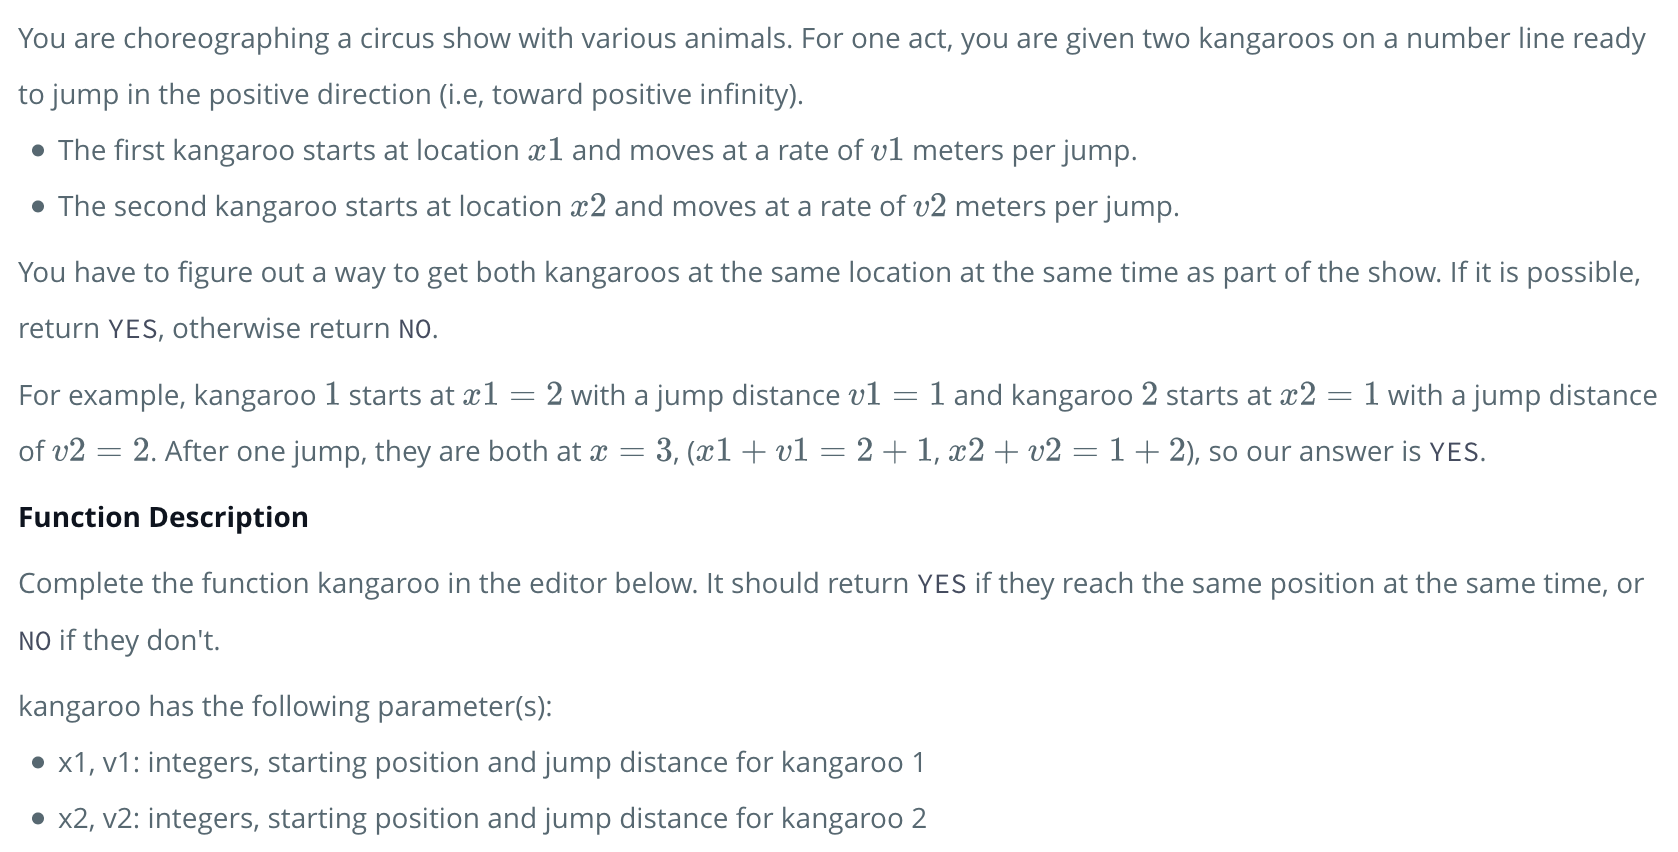 You are choreographing a circus show with various animals. For one act, you are given two kangaroos on a number line ready
to jump in the positive direction (i.e, toward positive infinity).
• The first kangaroo starts at location x1 and moves at a rate of v1 meters per jump.
• The second kangaroo starts at location x2 and moves at a rate of v2 meters per jump.
You have to figure out a way to get both kangaroos at the same location at the same time as part of the show. If it is possible,
return YES, otherwise return NO.
For example, kangaroo 1 starts at x1 = 2 with a jump distance v1 = 1 and kangaroo 2 starts at x2 = 1 with a jump distance
of v2 = 2. After one jump, they are both at x = 3, (x1 + v1 = 2 + 1, x2 + v2 = 1 + 2), so our answer is YES.
Function Description
Complete the function kangaroo in the editor below. It should return YES if they reach the same position at the same time, or
NO if they don't.
kangaroo has the following parameter(s):
• x1, v1: integers, starting position and jump distance for kangaroo 1
• x2, v2: integers, starting position and jump distance for kangaroo 2